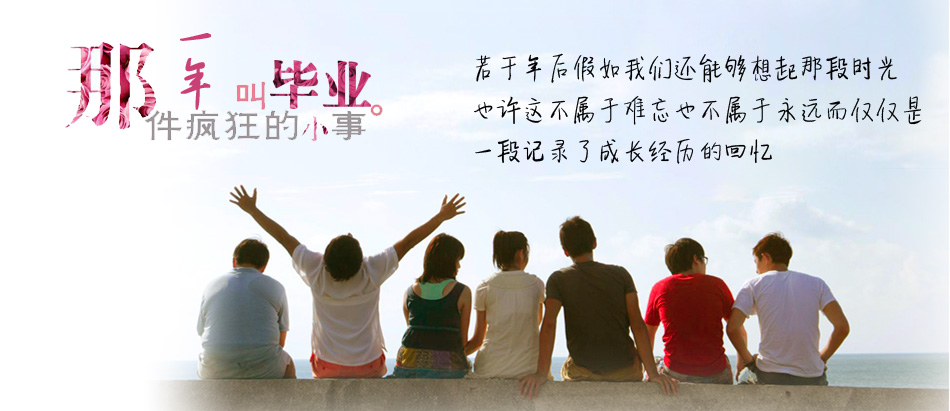 那一年
叫毕业。
件疯狂的小事
若于年后假如我们还能够想起那段时光
也许这不属于难忘也不属于永远而仅仅是
一段记录了成长经历的回忆